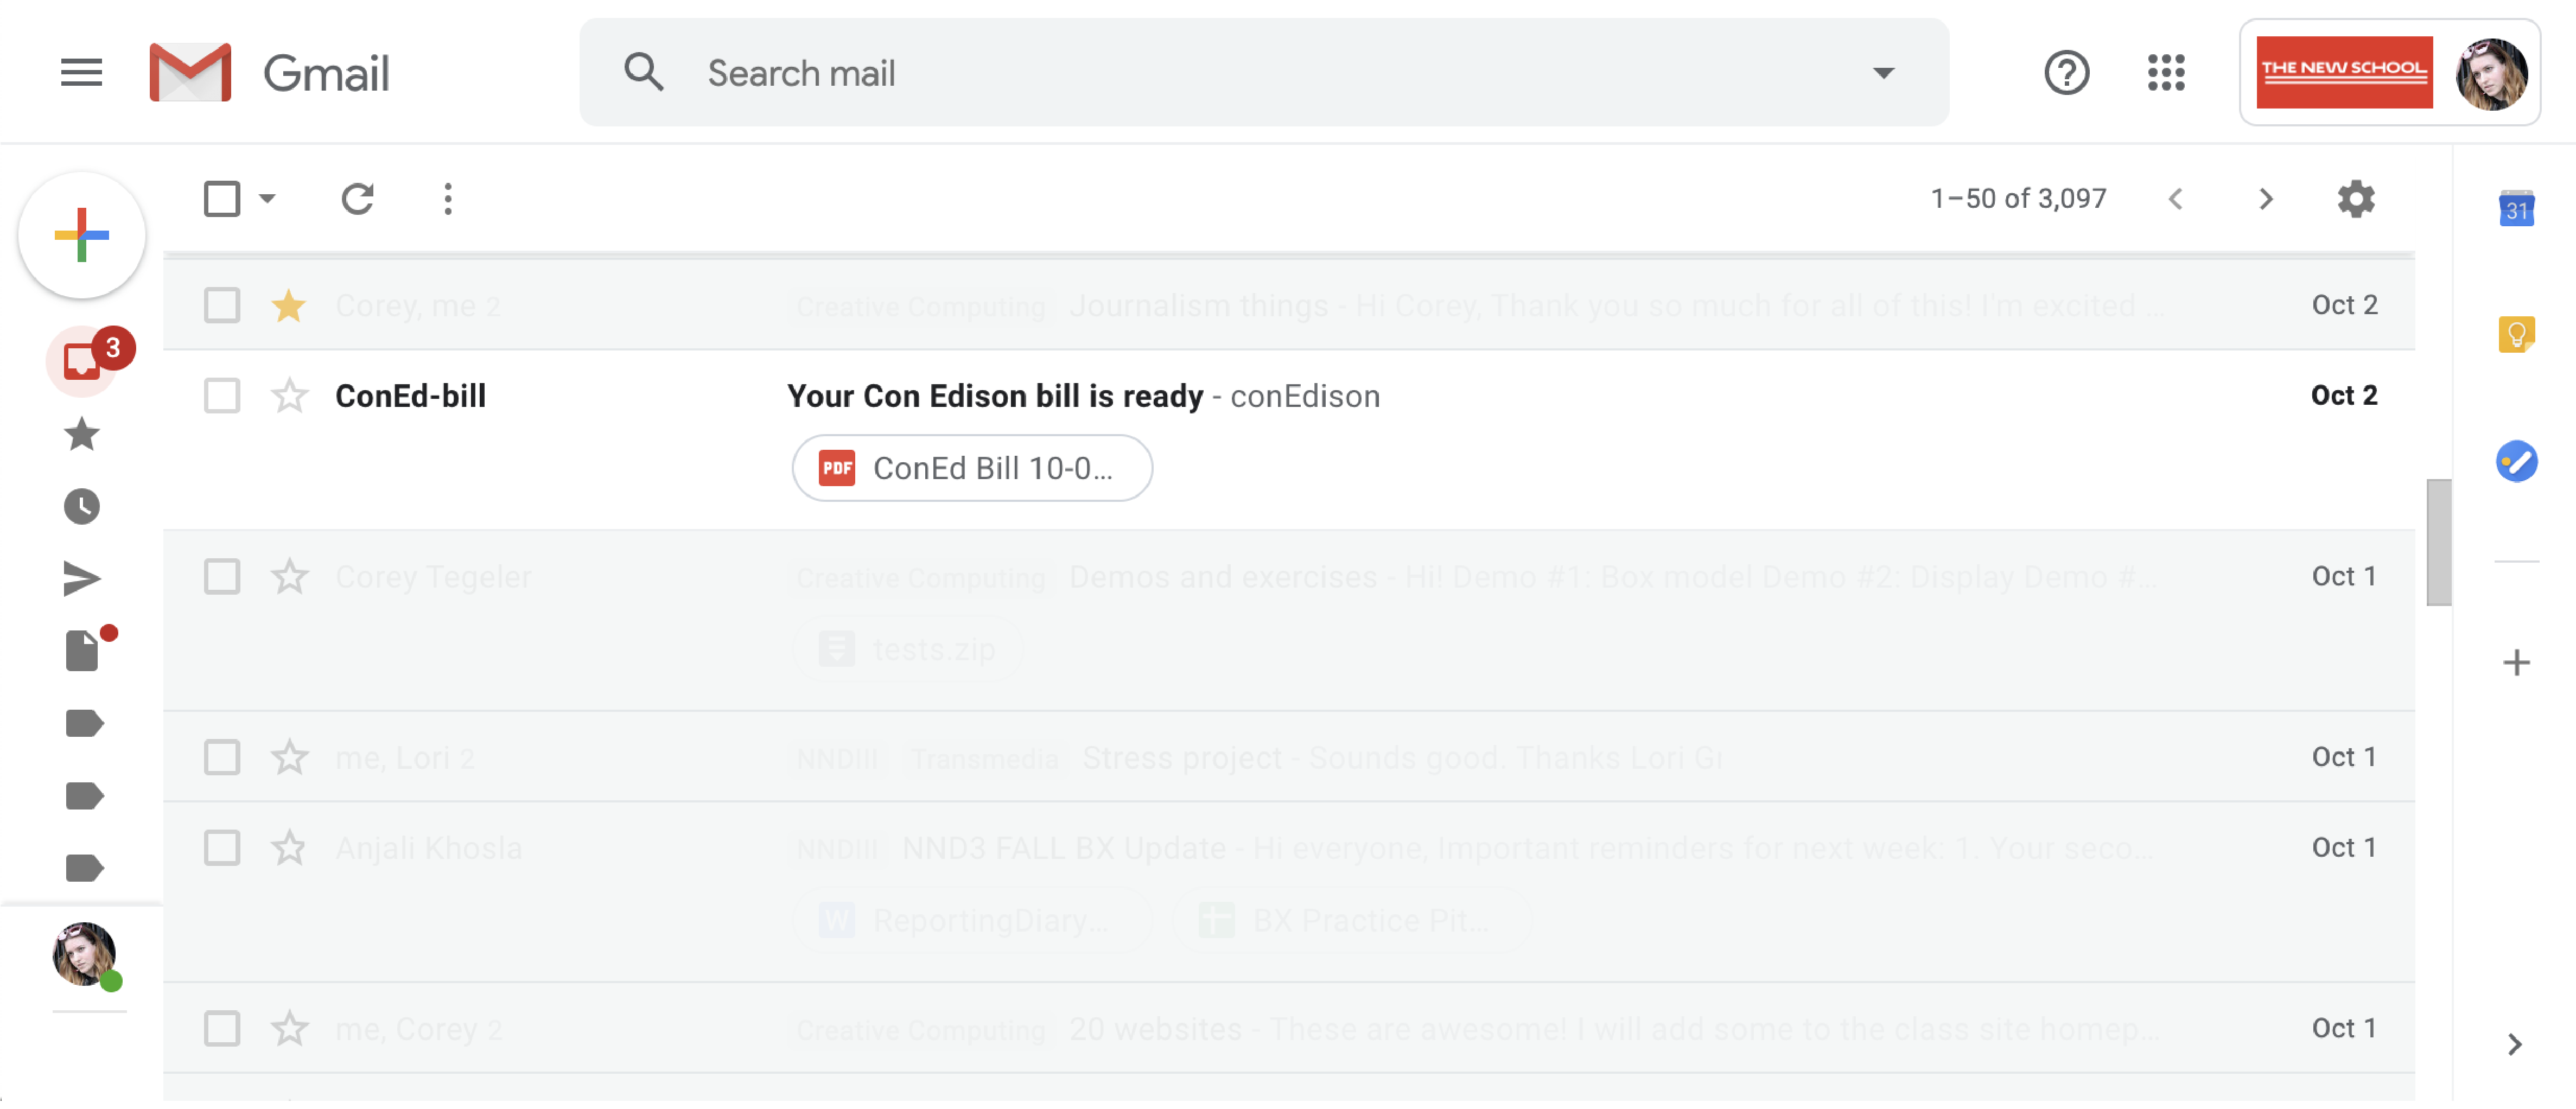 Gmail
Search mail
THE NEW SCHOOL
1–50 of 3,097
31
Corey, me 2 Creative Computing Journalism things - Hi Corey, Thank you so much for all of this! I'm excited ... Oct 2
3
ConEd-bill Your Con Edison bill is ready - conEdison Oct 2
PDF ConEd Bill 10-0...
Corey Tegeler Creative Computing Demos and exercises - Hi! Demo #1: Box model Demo #2: Display Demo #... Oct 1
tests.zip
me, Lori 2 NNDIII Transmedia Stress project - Sounds good. Thanks Lori Gi Oct 1
Anjali Khosla NNDIII NND3 FALL BX Update - Hi everyone, Important reminders for next week: 1. Your seco... Oct 1
W ReportingDiary... BX Practice Pit...
me, Corey 2 Creative Computing 20 websites - These are awesome! I will add some to the class site homep... Oct 1